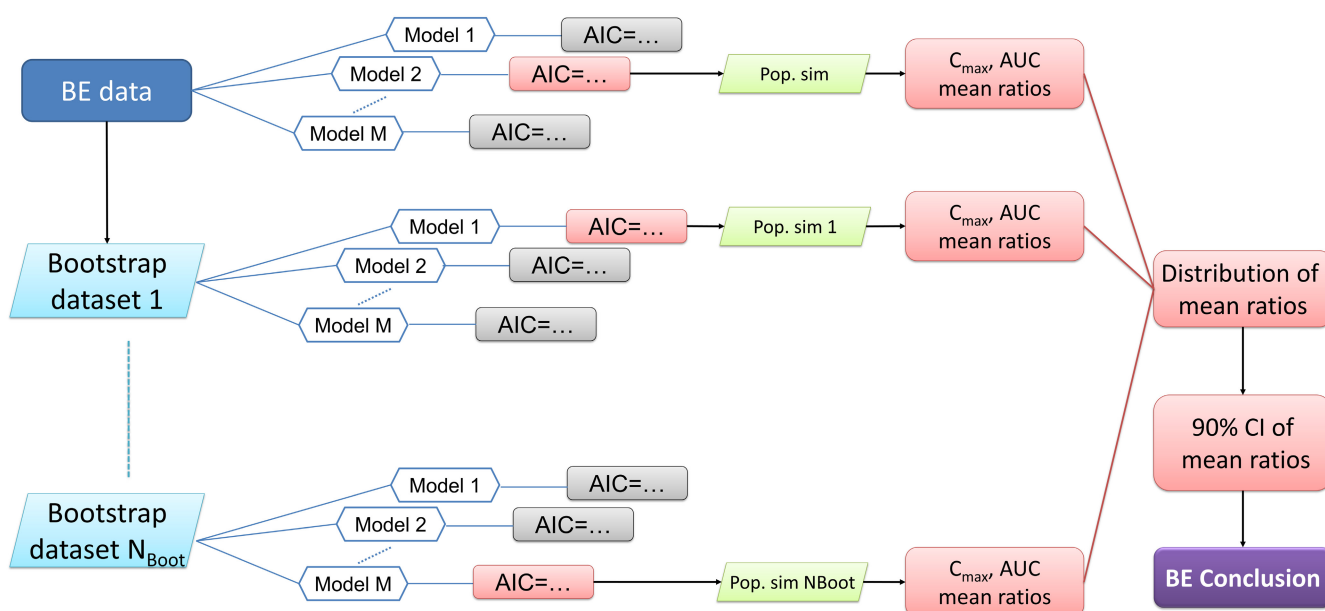 BE data
Model 1
AIC=...
Model 2
AIC=...
Model M
AIC=...
Pop. sim
Cmax, AUC
mean ratios
Bootstrap
dataset 1
Model 1
AIC=...
Model 2
AIC=...
Model M
AIC=...
Pop. sim 1
Cmax, AUC
mean ratios
Distribution of
mean ratios
90% CI of
mean ratios
Bootstrap
dataset NBoot
Model 1
AIC=...
Model 2
AIC=...
Model M
AIC=...
Pop. sim NBoot
Cmax, AUC
mean ratios
BE Conclusion